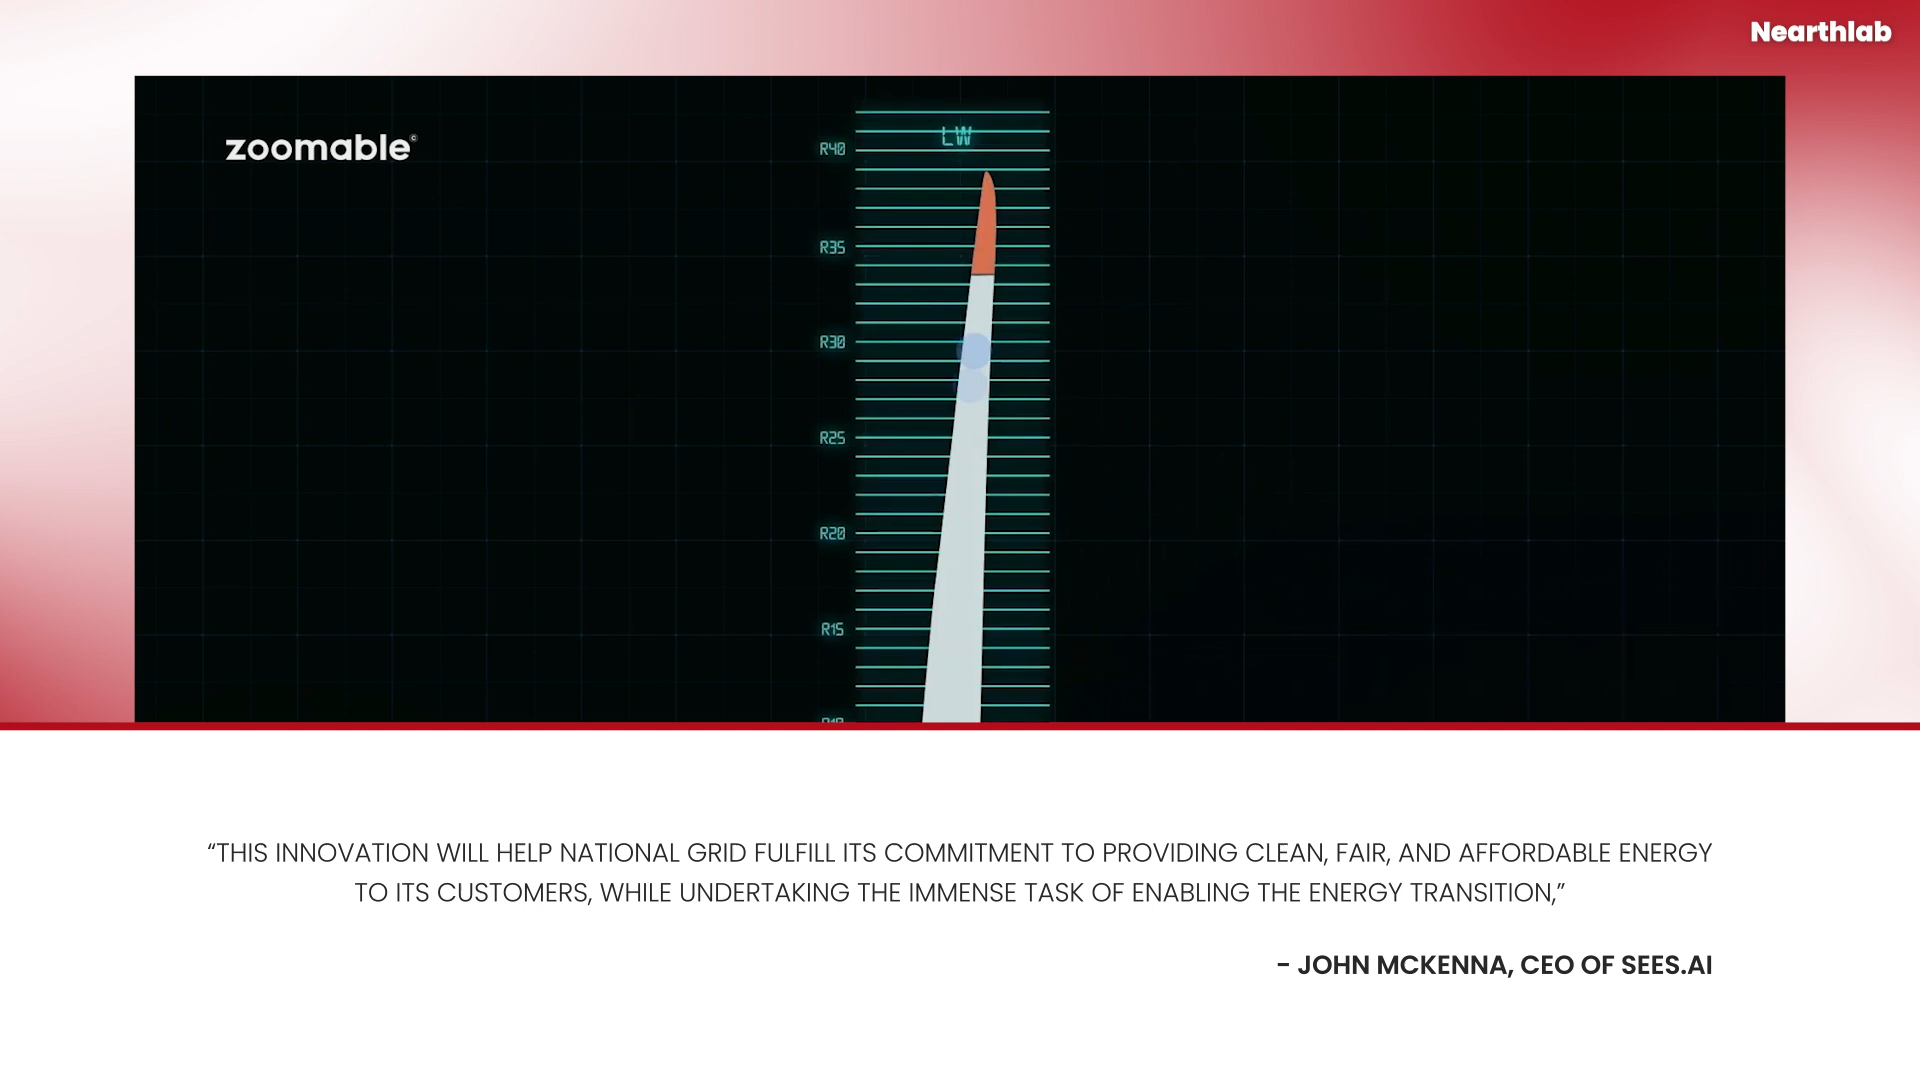 Nearthlab
zoomable©
LW
R40
R35
R30
R25
R20
R15
R10
“THIS INNOVATION WILL HELP NATIONAL GRID FULFILL ITS COMMITMENT TO PROVIDING CLEAN, FAIR, AND AFFORDABLE ENERGY
TO ITS CUSTOMERS, WHILE UNDERTAKING THE IMMENSE TASK OF ENABLING THE ENERGY TRANSITION,”
– JOHN MCKENNA, CEO OF SEES.AI